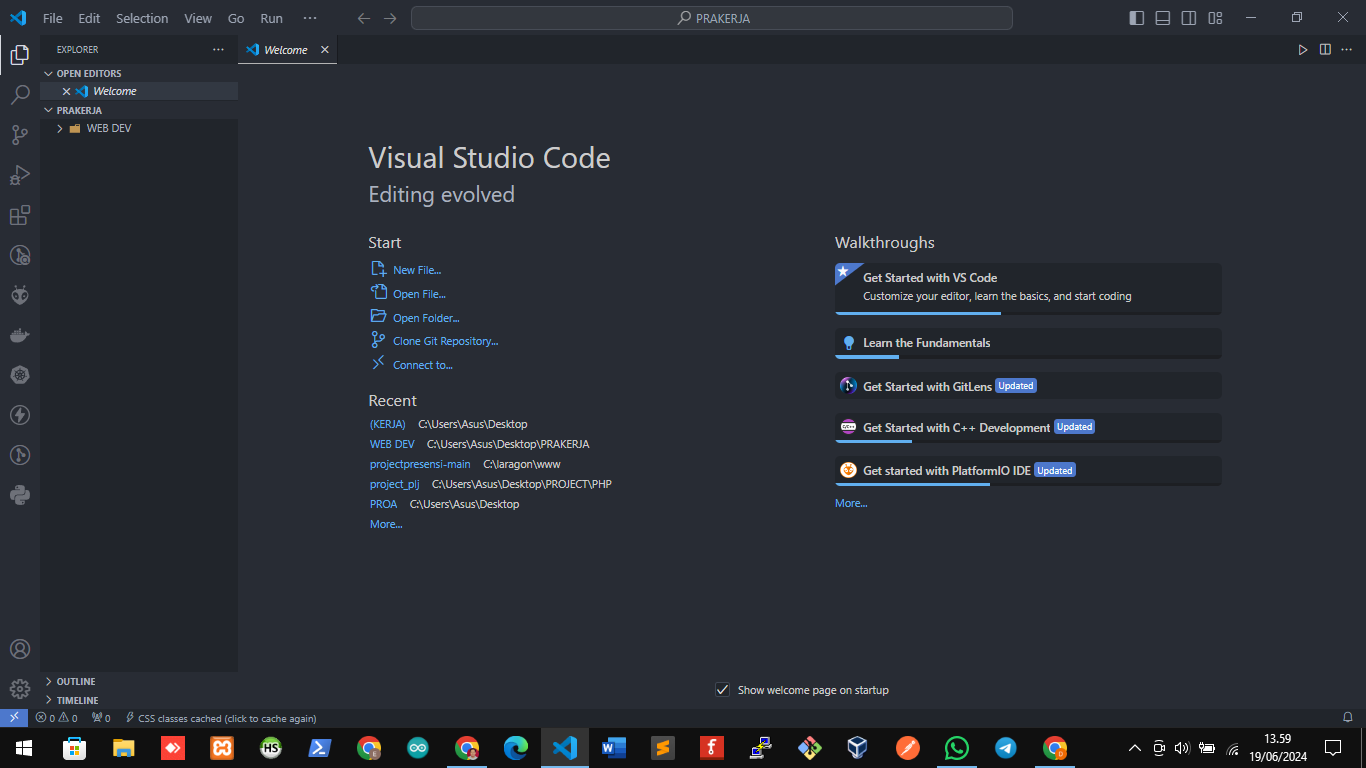 File Edit Selection View Go Run ···
PRAKERJA
EXPLORER
Welcome
OPEN EDITORS
Welcome
PRAKERJA
WEB DEV
Visual Studio Code
Editing evolved
Start
New File...
Open File...
Open Folder...
Clone Git Repository...
Connect to...
Recent
(KERJA) C:\Users\Asus\Desktop
WEB DEV C:\Users\Asus\Desktop\PRAKERJA
projectpresensi-main C:\laragon\www
project_plj C:\Users\Asus\Desktop\PROJECT\PHP
PROA C:\Users\Asus\Desktop
More...
Walkthroughs
Get Started with VS Code
Customize your editor, learn the basics, and start coding
Learn the Fundamentals
Get Started with GitLens Updated
C/C++
Get Started with C++ Development Updated
Get started with PlatformIO IDE Updated
More...
Show welcome page on startup
OUTLINE
TIMELINE
0 0 0 CSS classes cached (click to cache again)
HS
13.59
19/06/2024